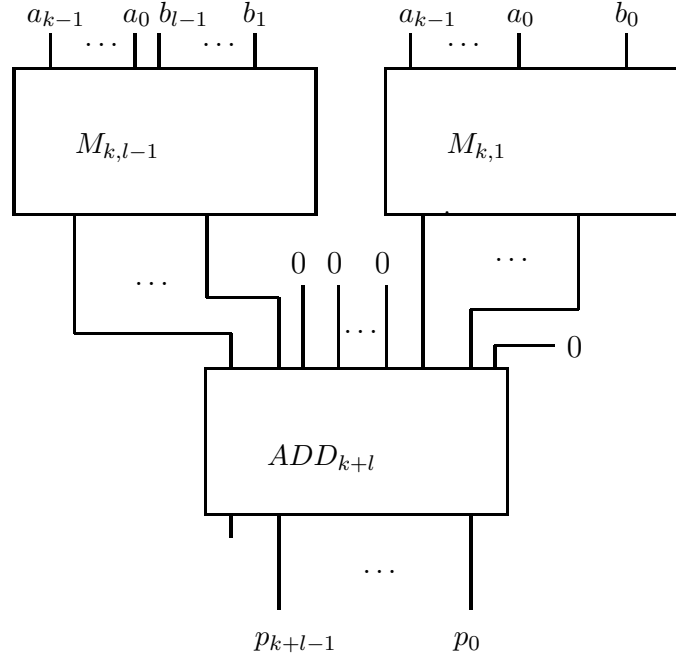 a_{k−1} ··· a_0 b_{l−1} ··· b_1 a_{k−1} ··· a_0 b_0
M_{k,l−1} M_{k,1}
0 0 0 ···
···
··· 0
ADD_{k+l}
···
p_{k+l−1} p_0